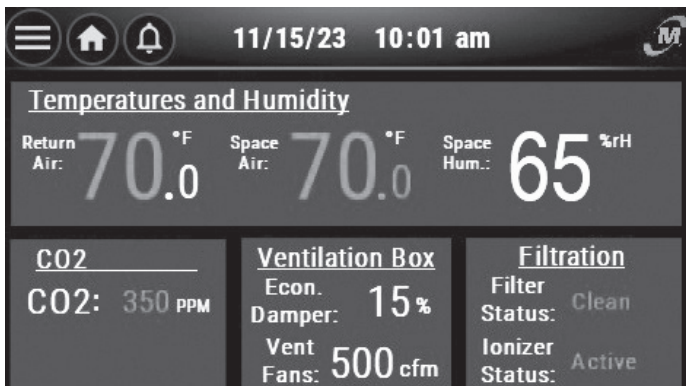 11/15/23 10:01 am
M
Temperatures and Humidity
Return Air: 70.0 °F Space Air: 70.0 °F Space Hum.: 65 %rH
CO2
CO2: 350 PPM
Ventilation Box
Econ. Damper: 15 %
Vent Fans: 500 cfm
Filtration
Filter Status: Clean
Ionizer Status: Active